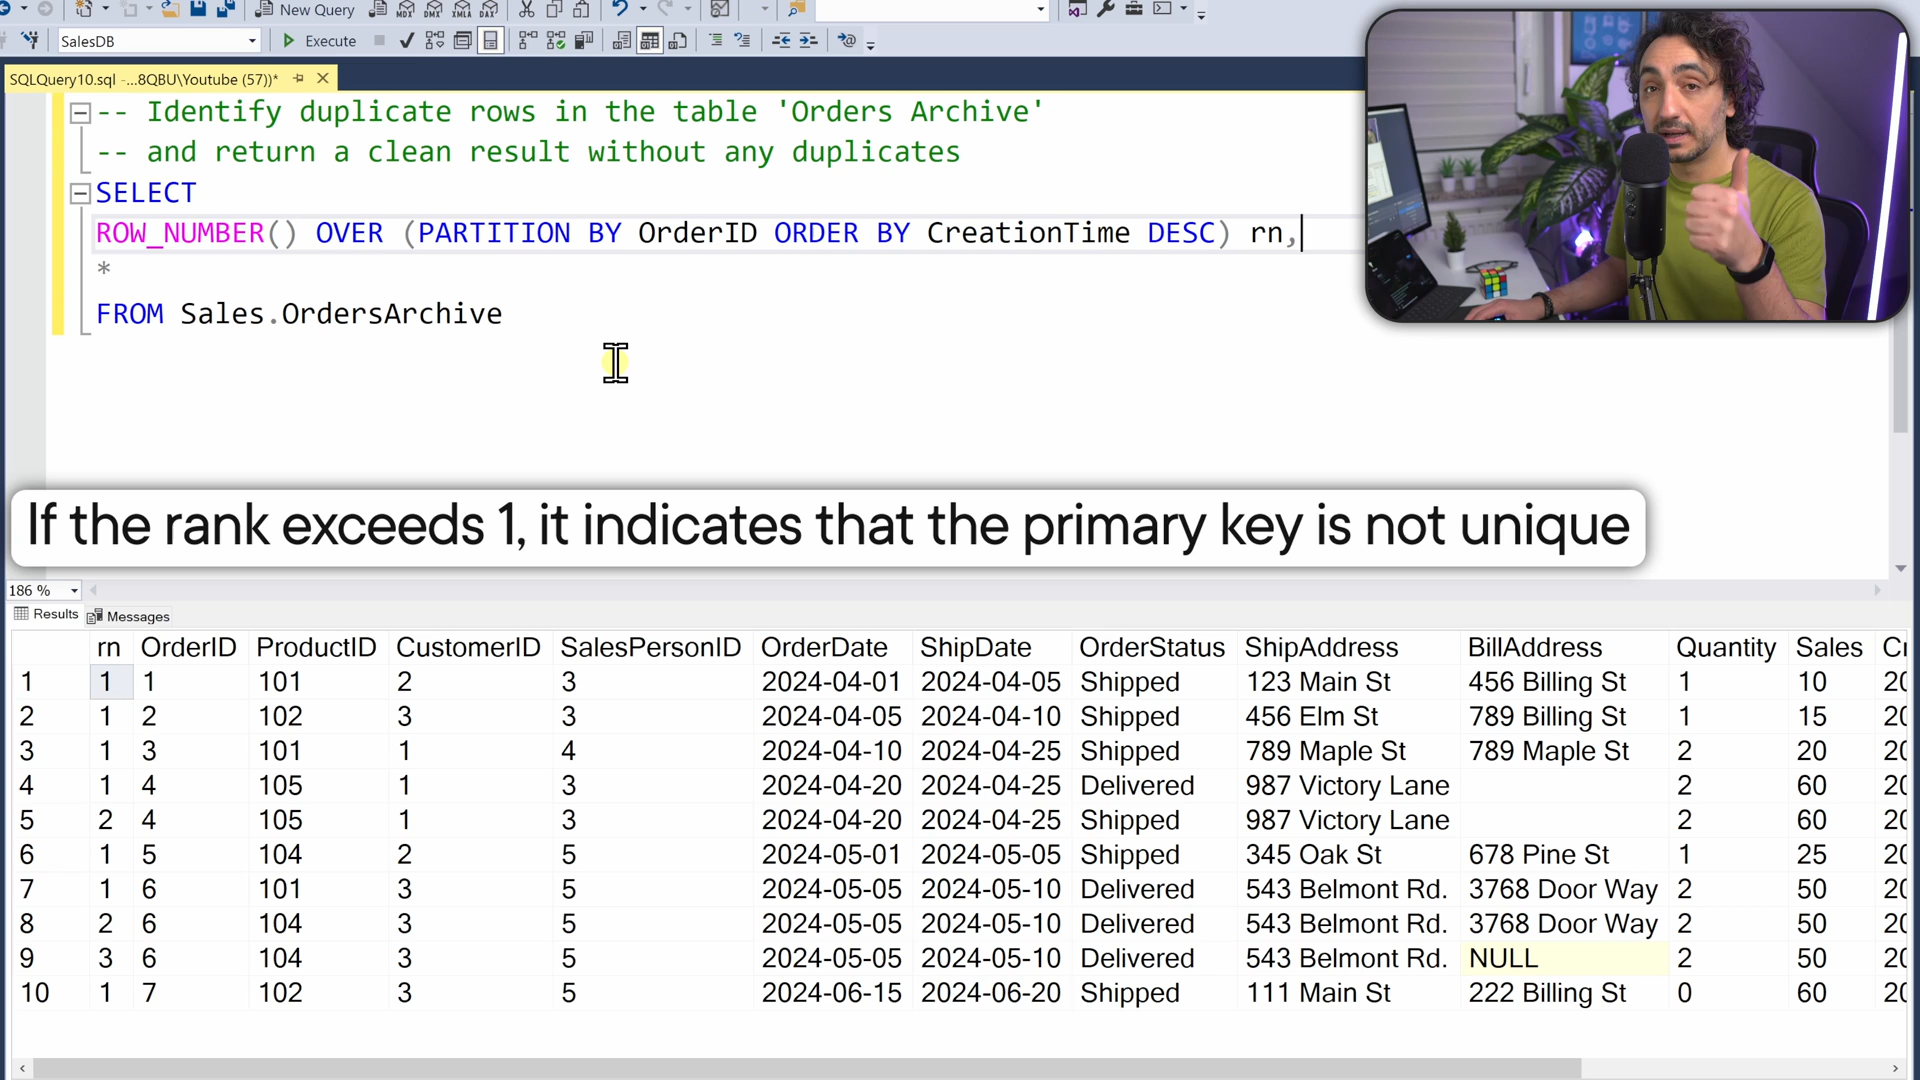 New Query
MDX DMX XMLA DAX
SalesDB
Execute
SQLQuery10.sql -...8QBU\Youtube (57))*
-- Identify duplicate rows in the table 'Orders Archive'
-- and return a clean result without any duplicates
SELECT
ROW_NUMBER() OVER (PARTITION BY OrderID ORDER BY CreationTime DESC) rn,
*
FROM Sales.OrdersArchive
If the rank exceeds 1, it indicates that the primary key is not unique
186 %
Results Messages
rn OrderID ProductID CustomerID SalesPersonID OrderDate ShipDate OrderStatus ShipAddress BillAddress Quantity Sales
1 1 1 101 2 3 2024-04-01 2024-04-05 Shipped 123 Main St 456 Billing St 1 10 20
2 1 2 102 3 3 2024-04-05 2024-04-10 Shipped 456 Elm St 789 Billing St 1 15 20
3 1 3 101 1 4 2024-04-10 2024-04-25 Shipped 789 Maple St 789 Maple St 2 20 20
4 1 4 105 1 3 2024-04-20 2024-04-25 Delivered 987 Victory Lane 2 60 20
5 2 4 105 1 3 2024-04-20 2024-04-25 Shipped 987 Victory Lane 2 60 20
6 1 5 104 2 5 2024-05-01 2024-05-05 Shipped 345 Oak St 678 Pine St 1 25 20
7 1 6 101 3 5 2024-05-05 2024-05-10 Delivered 543 Belmont Rd. 3768 Door Way 2 50 20
8 2 6 104 3 5 2024-05-05 2024-05-10 Delivered 543 Belmont Rd. 3768 Door Way 2 50 20
9 3 6 104 3 5 2024-05-05 2024-05-10 Delivered 543 Belmont Rd. NULL 2 50 20
10 1 7 102 3 5 2024-06-15 2024-06-20 Shipped 111 Main St 222 Billing St 0 60 20